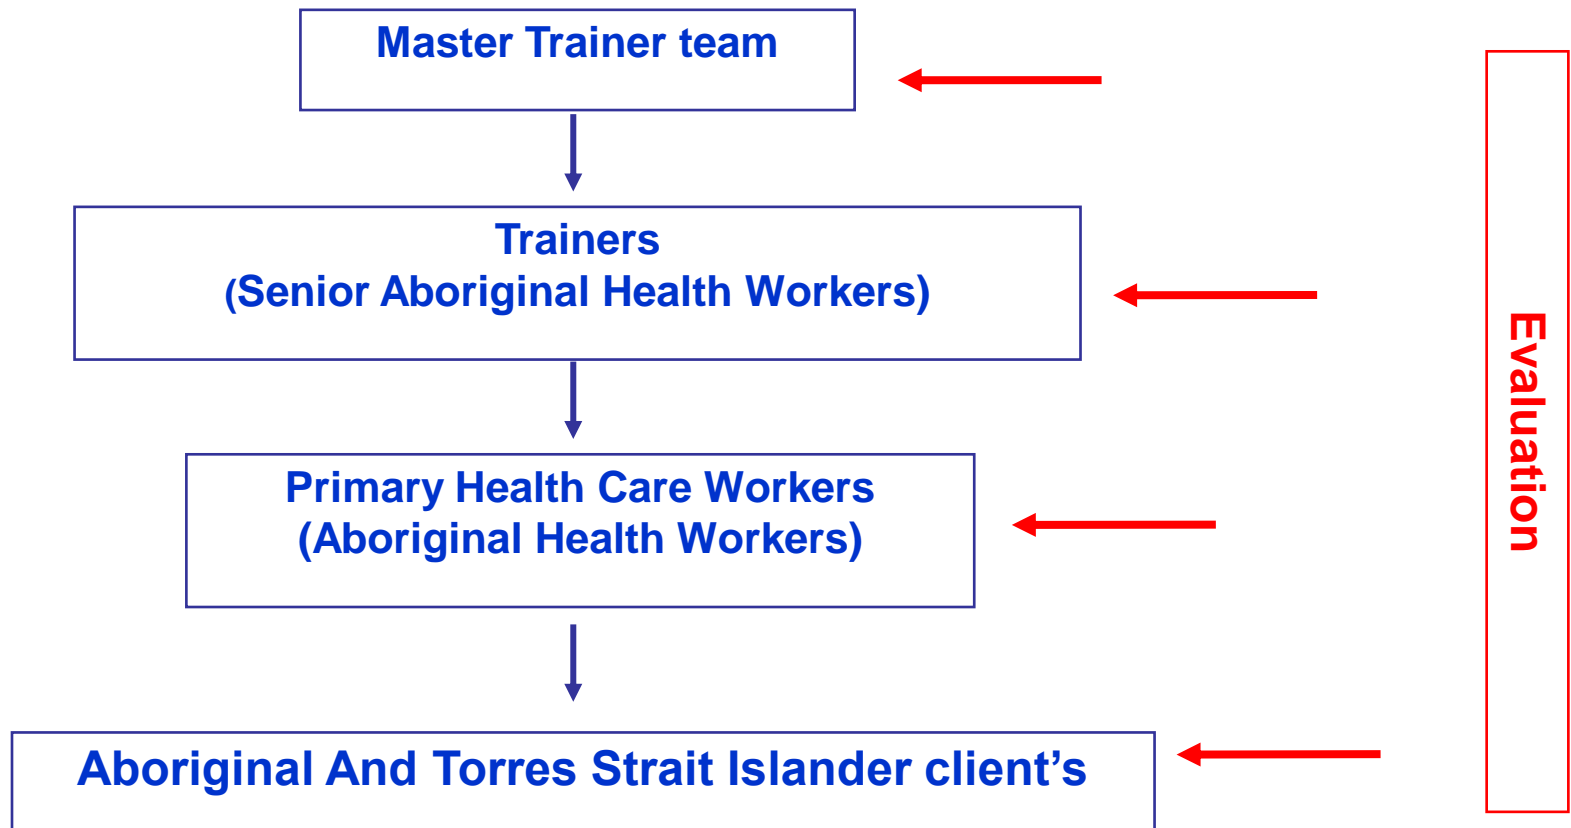 Master Trainer team
Trainers
(Senior Aboriginal Health Workers)
Primary Health Care Workers
(Aboriginal Health Workers)
Aboriginal And Torres Strait Islander client’s
Evaluation